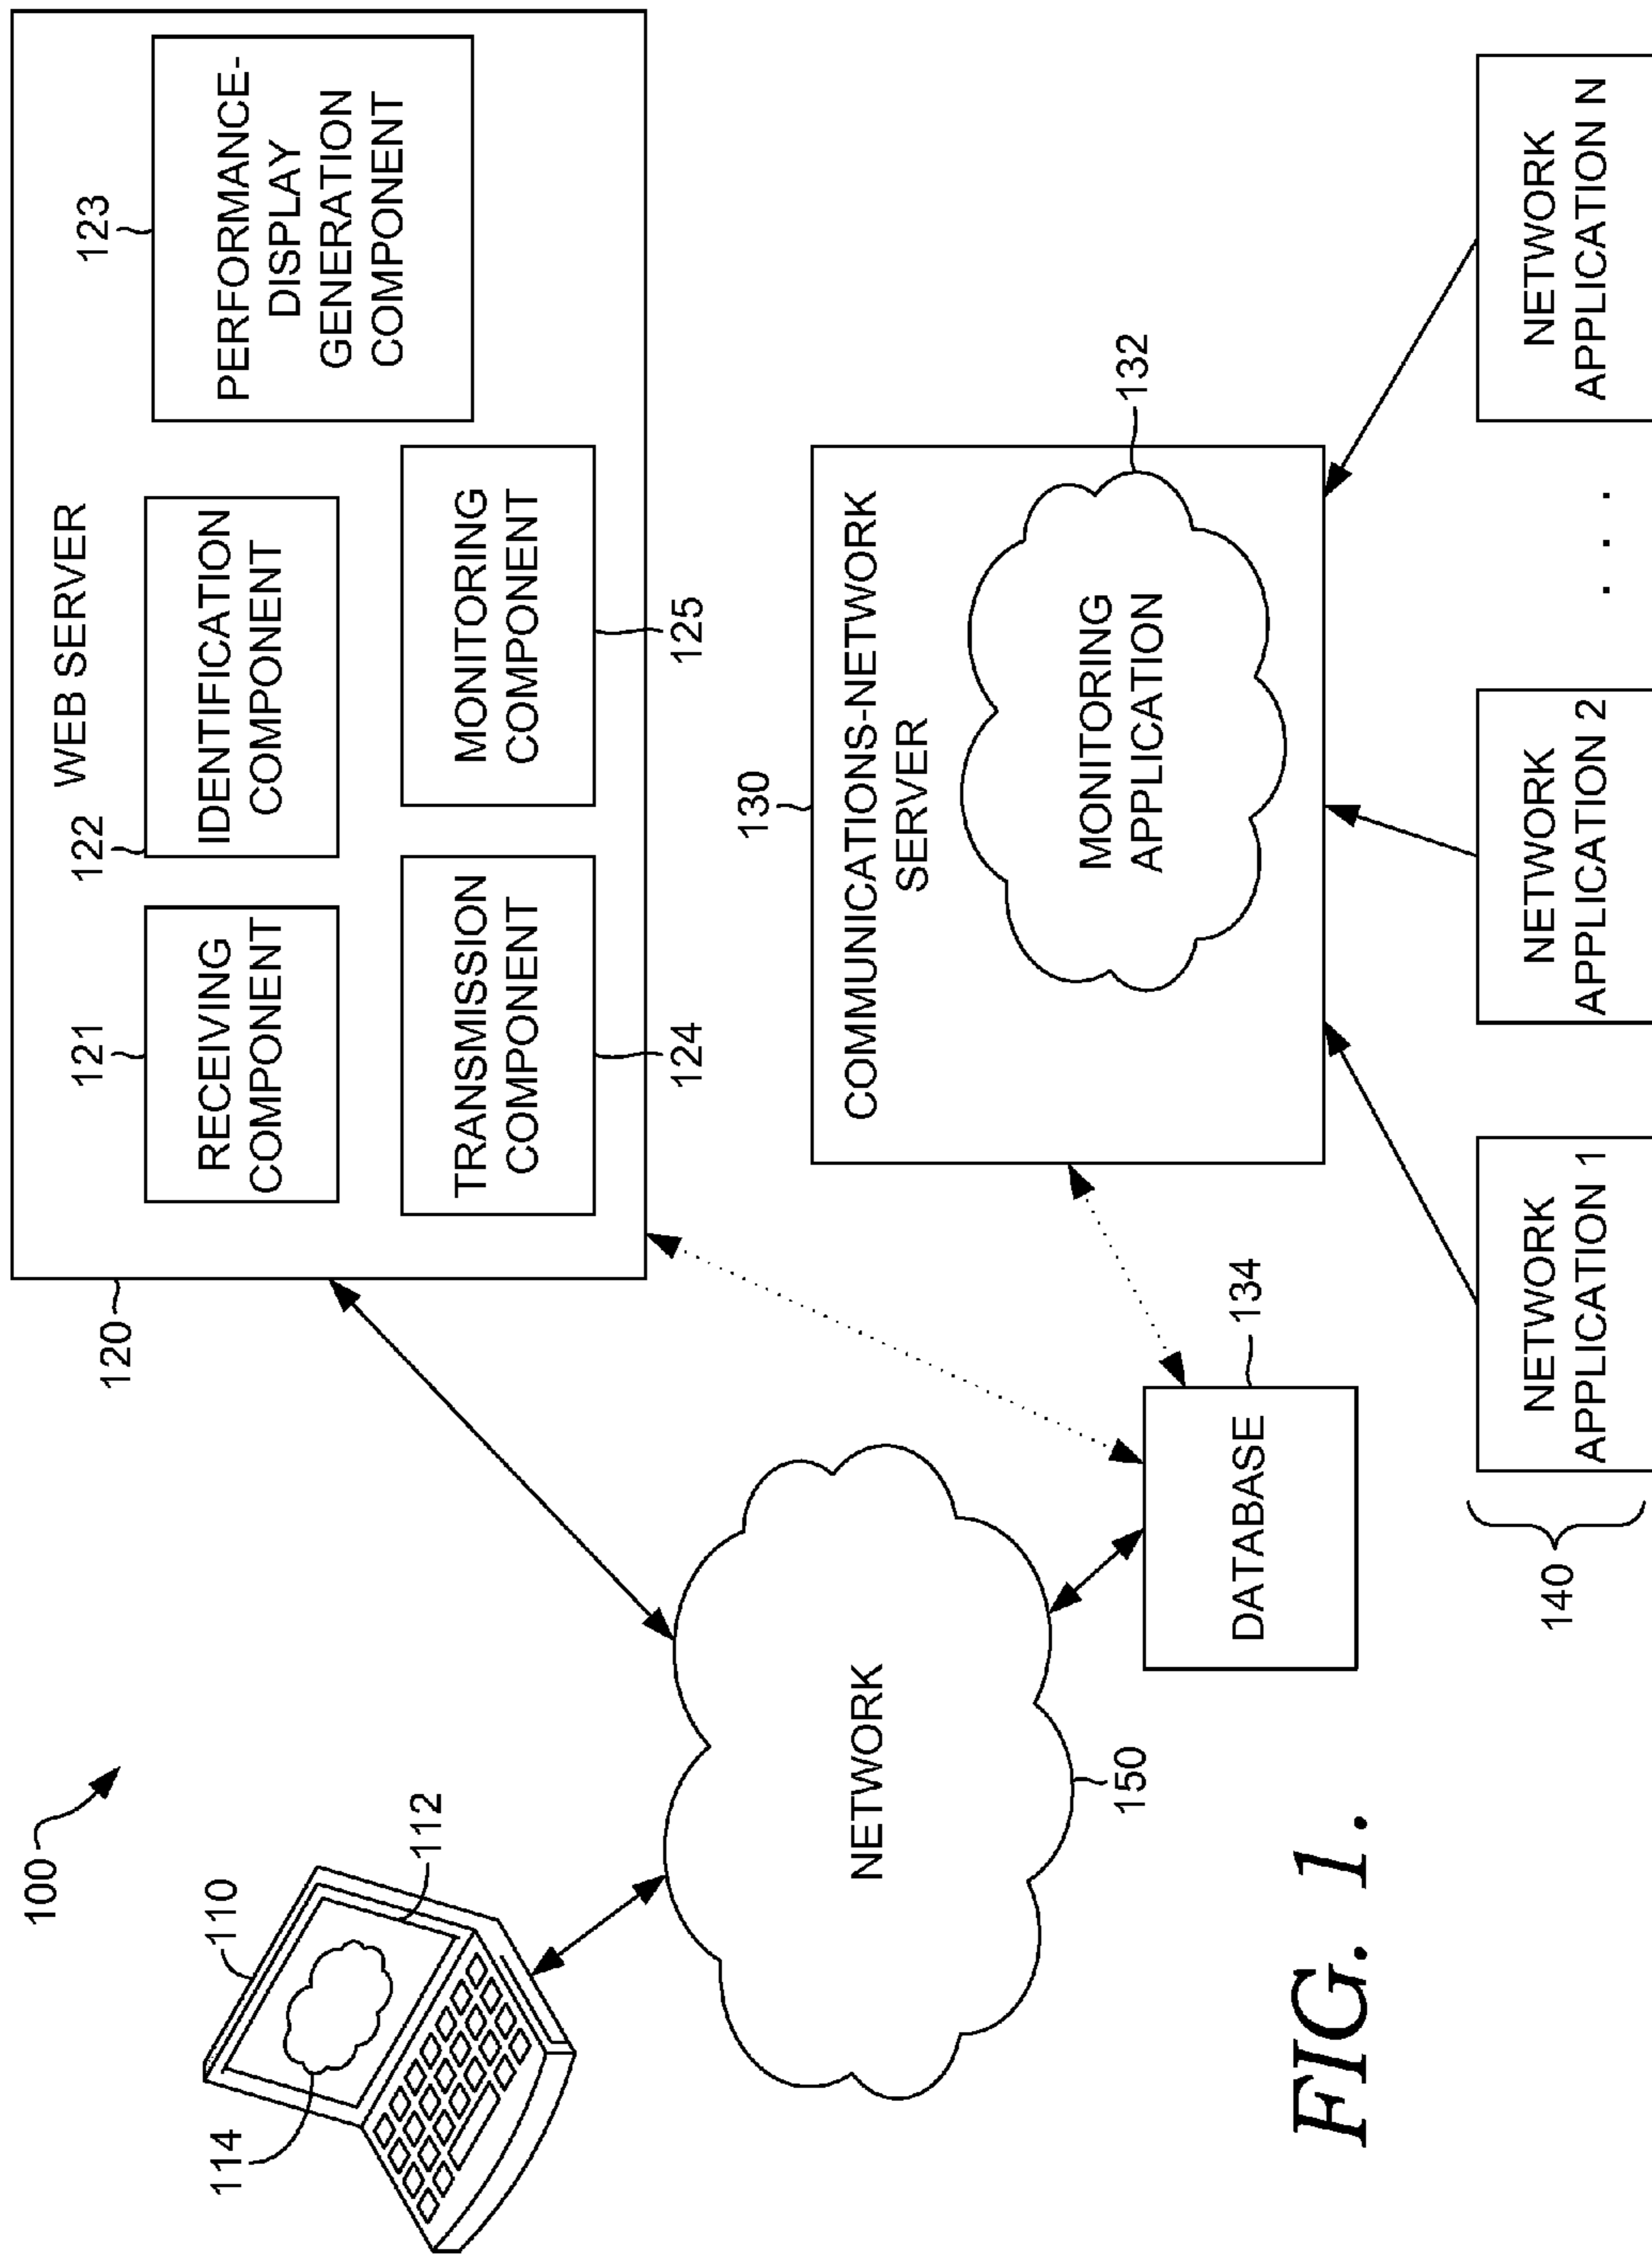 100
110
112
114
120
WEB SERVER
121
RECEIVING
COMPONENT
122
IDENTIFICATION
COMPONENT
123
PERFORMANCE-
DISPLAY
GENERATION
COMPONENT
TRANSMISSION
COMPONENT
124
MONITORING
COMPONENT
125
NETWORK
150
130
COMMUNICATIONS-NETWORK
SERVER
MONITORING
APPLICATION
132
DATABASE
134
140
NETWORK
APPLICATION 1
NETWORK
APPLICATION 2
. . .
NETWORK
APPLICATION N
FIG. 1.